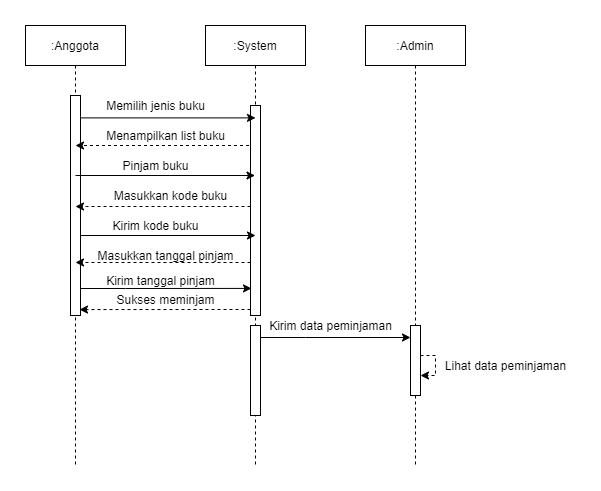 :Anggota
:System
:Admin
Memilih jenis buku
Menampilkan list buku
Pinjam buku
Masukkan kode buku
Kirim kode buku
Masukkan tanggal pinjam
Kirim tanggal pinjam
Sukses meminjam
Kirim data peminjaman
Lihat data peminjaman